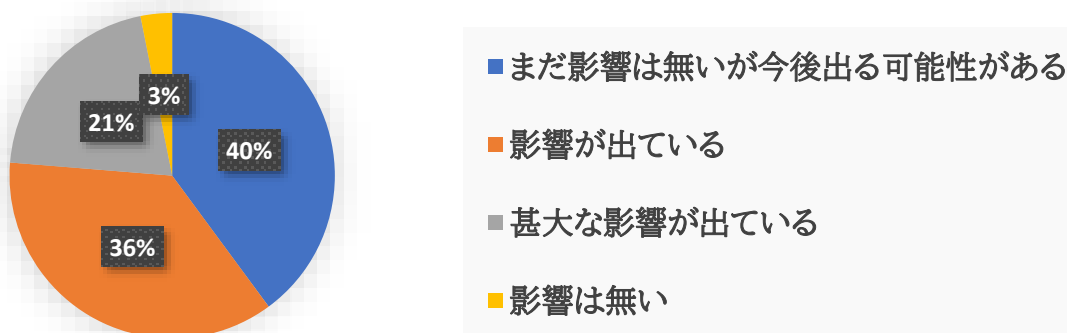 3%
21%
40%
36%
まだ影響は無いが今後出る可能性がある
影響が出ている
甚大な影響が出ている
影響は無い